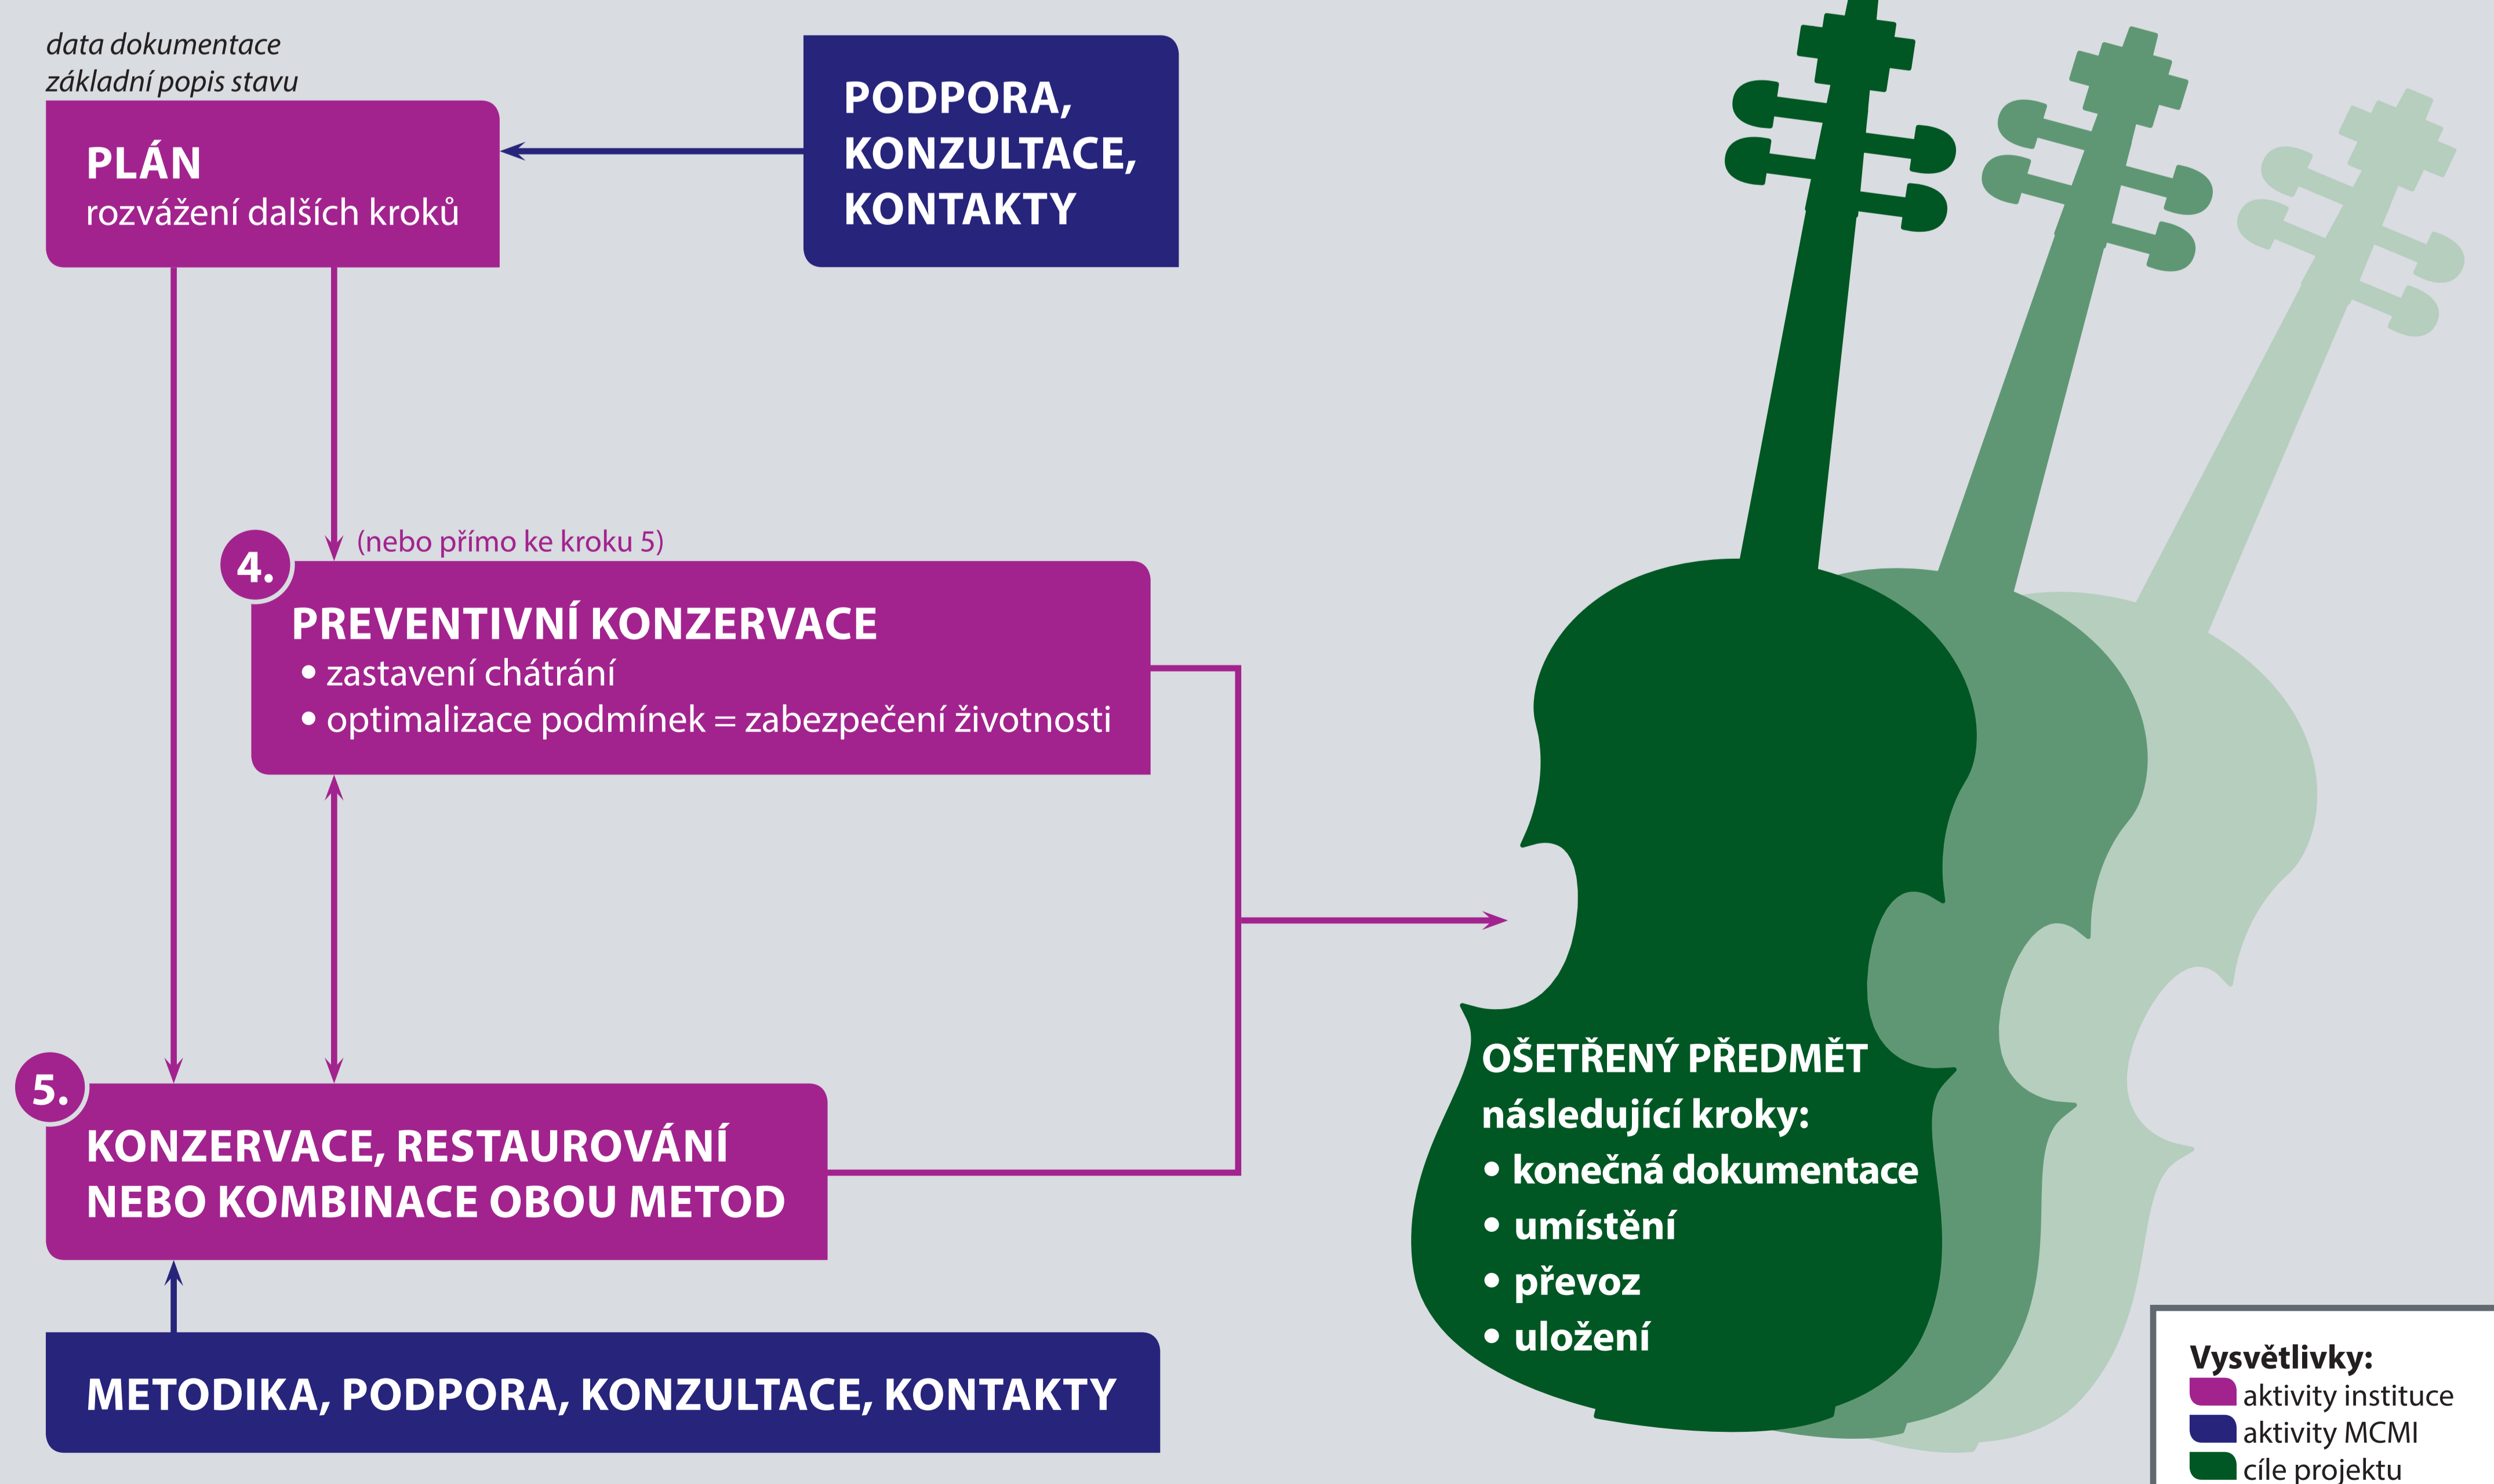 data dokumentace
základní popis stavu
PLÁN
rozvážení dalších kroků
PODPORA,
KONZULTACE,
KONTAKTY
(nebo přímo ke kroku 5)
4.
PREVENTIVNÍ KONZERVACE
• zastavení chátrání
• optimalizace podmínek = zabezpečení životnosti
5.
KONZERVACE, RESTAUROVÁNÍ
NEBO KOMBINACE OBOU METOD
METODIKA, PODPORA, KONZULTACE, KONTAKTY
OŠETŘENÝ PŘEDMĚT
následující kroky:
• konečná dokumentace
• umístění
• převoz
• uložení
Vysvětlivky:
aktivity instituce
aktivity MCMI
cíle projektu